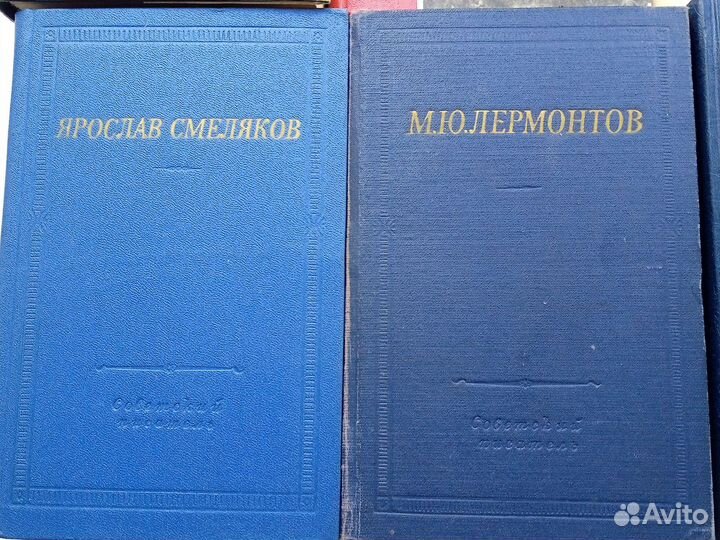 ЯРОСЛАВ СМЕЛЯКОВ
Советский
писатель
М.Ю.ЛЕРМОНТОВ
Советский
писатель
Avito